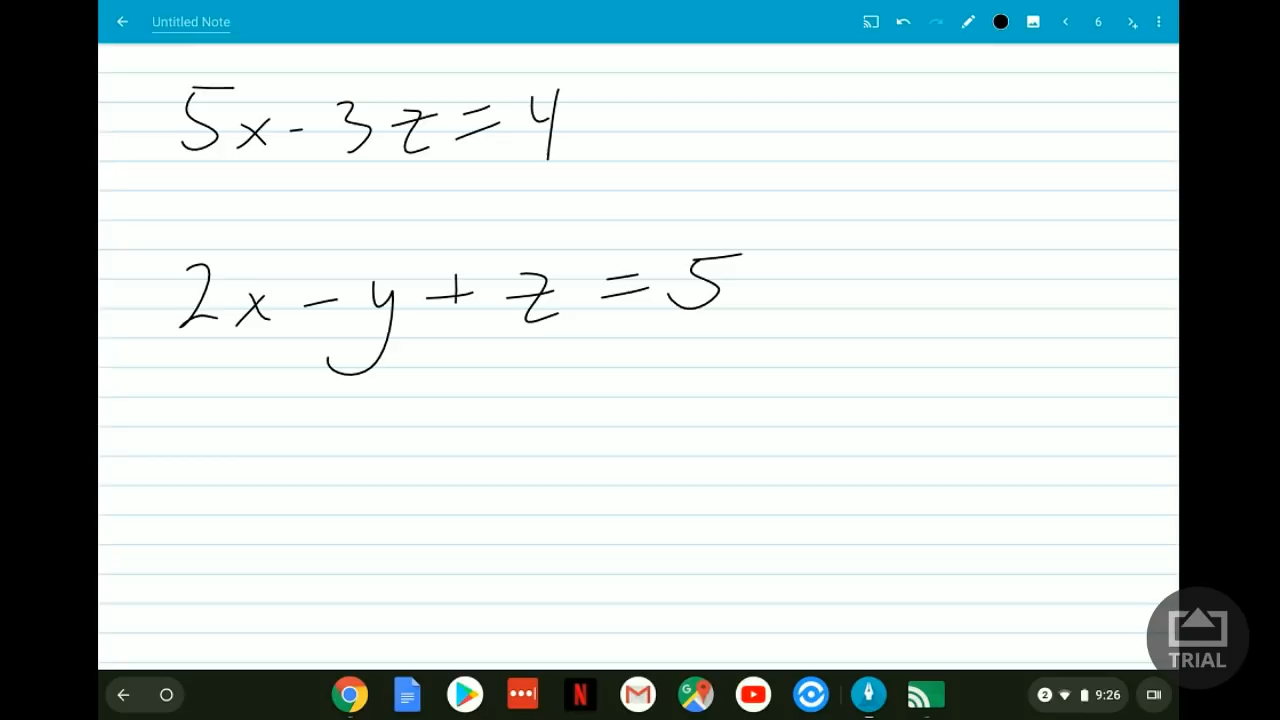 Untitled Note
6
5x - 3z = 4
2x - y + z = 5
TRIAL
2
9:26